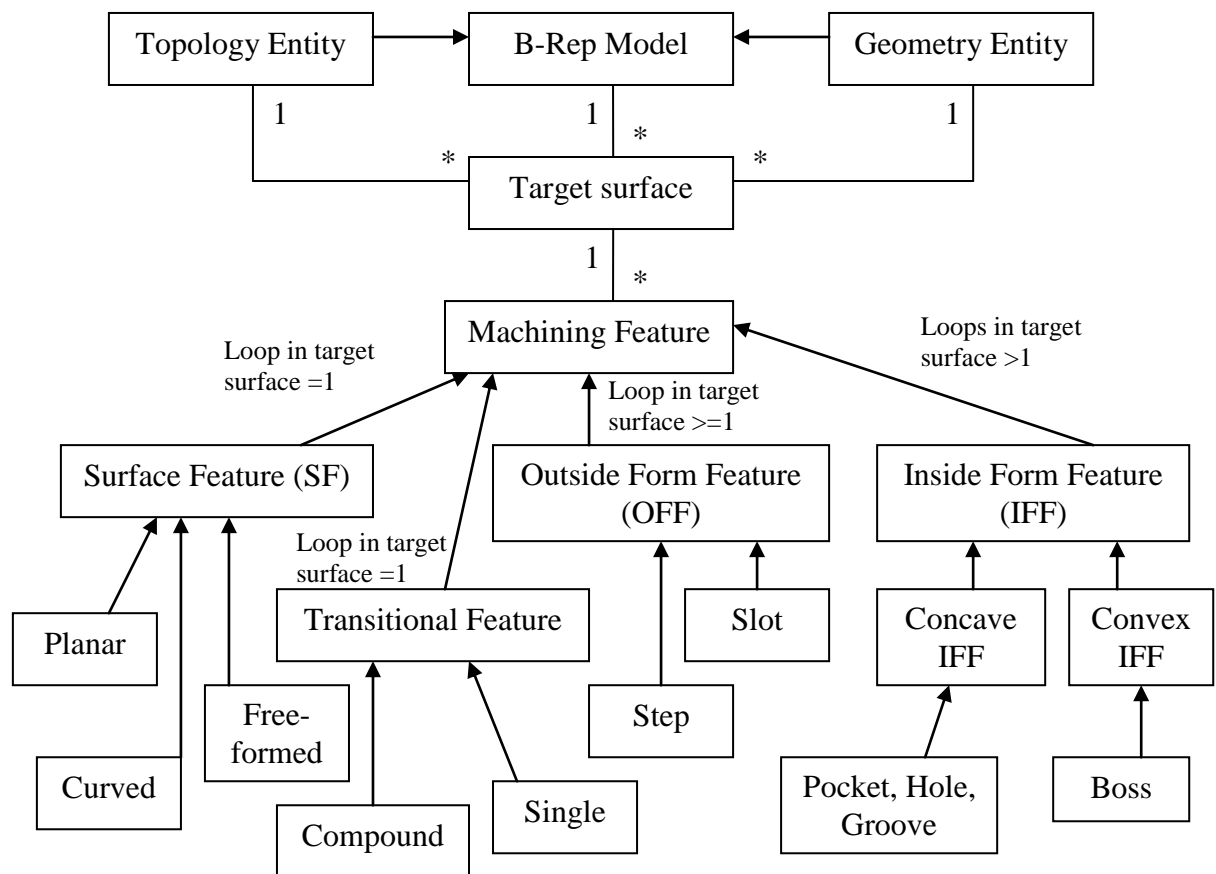 Topology Entity
B-Rep Model
Geometry Entity
1
1
1
*
*
*
Target surface
1
*
Machining Feature
Loop in target
surface =1
Loop in target
surface >=1
Loops in target
surface >1
Surface Feature (SF)
Outside Form Feature
(OFF)
Inside Form Feature
(IFF)
Loop in target
surface =1
Planar
Transitional Feature
Slot
Concave
IFF
Convex
IFF
Free-
formed
Step
Curved
Compound
Single
Pocket, Hole,
Groove
Boss